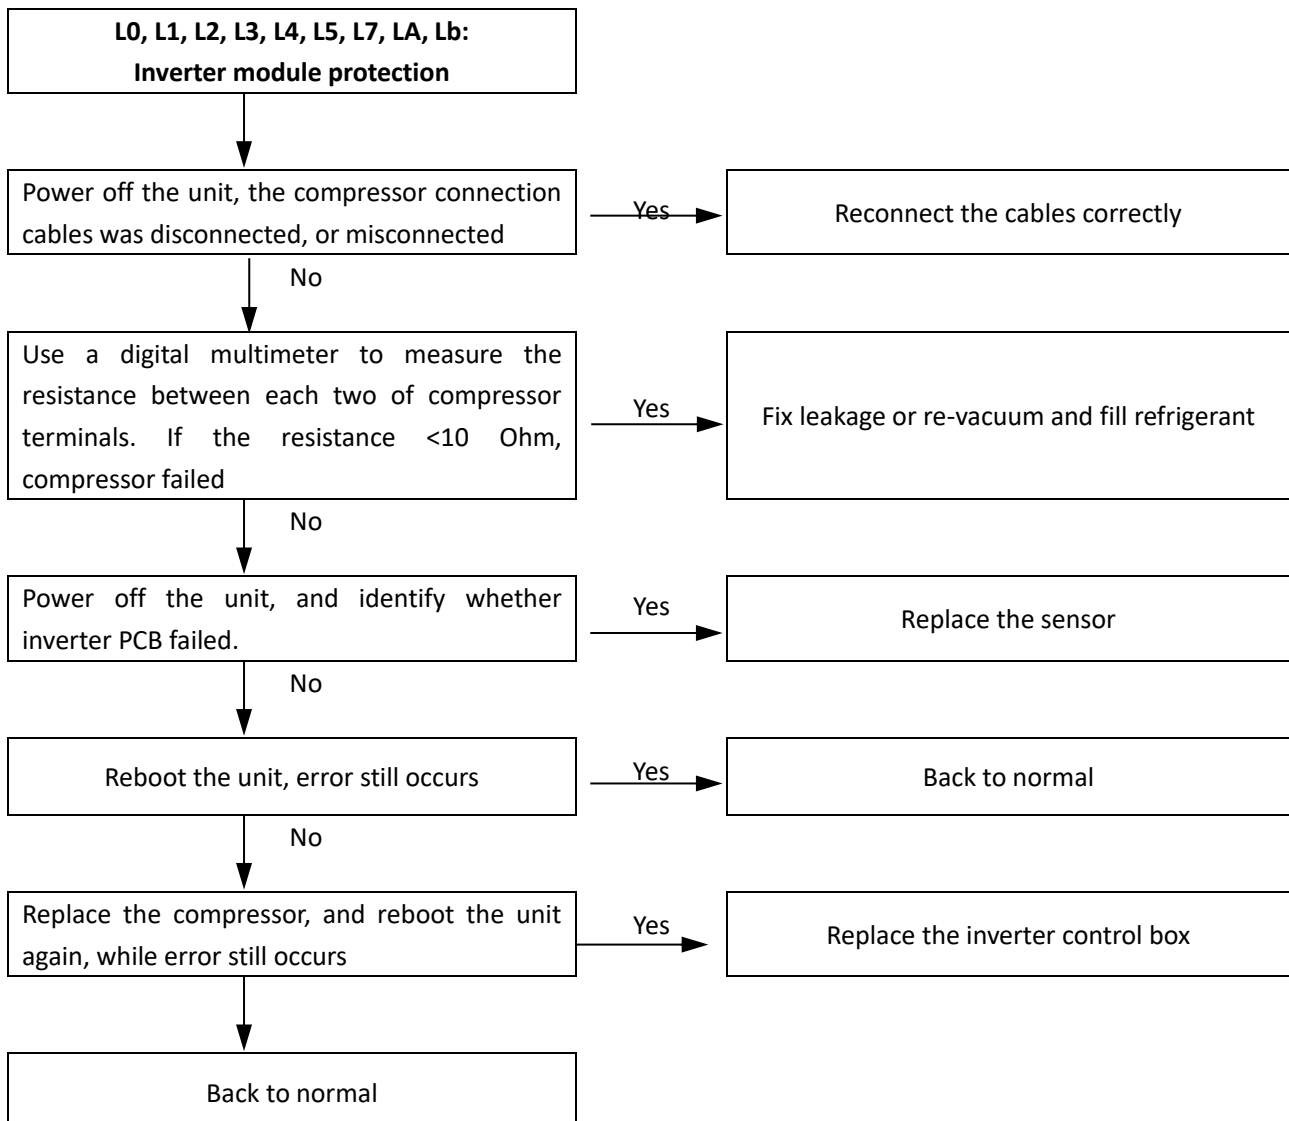 L0, L1, L2, L3, L4, L5, L7, LA, Lb:
Inverter module protection
Power off the unit, the compressor connection
cables was disconnected, or misconnected
Yes
Reconnect the cables correctly
No
Use a digital multimeter to measure the
resistance between each two of compressor
terminals. If the resistance <10 Ohm,
compressor failed
Yes
Fix leakage or re-vacuum and fill refrigerant
No
Power off the unit, and identify whether
inverter PCB failed.
Yes
Replace the sensor
No
Reboot the unit, error still occurs
Yes
Back to normal
No
Replace the compressor, and reboot the unit
again, while error still occurs
Yes
Replace the inverter control box
Back to normal